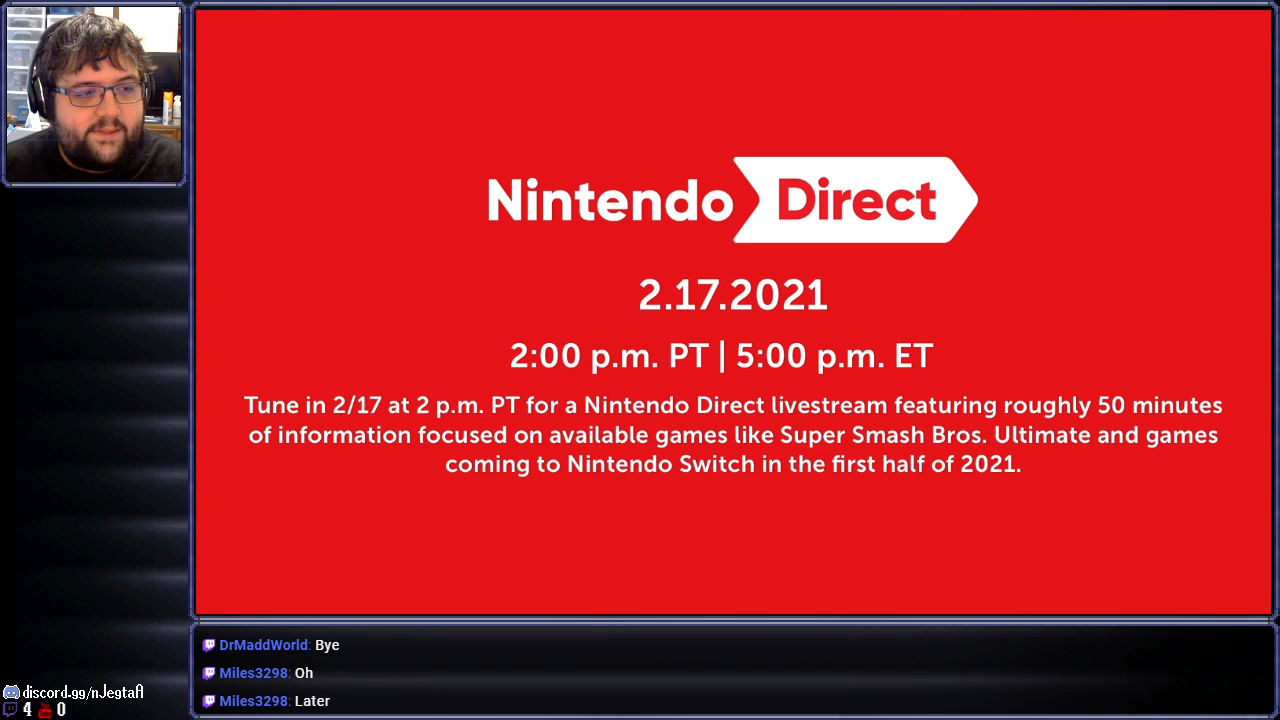 Nintendo Direct
2.17.2021
2:00 p.m. PT | 5:00 p.m. ET
Tune in 2/17 at 2 p.m. PT for a Nintendo Direct livestream featuring roughly 50 minutes
of information focused on available games like Super Smash Bros. Ultimate and games
coming to Nintendo Switch in the first half of 2021.
DrMaddWorld: Bye
Miles3298: Oh
Miles3298: Later
discord.gg/nJegtaA
4 0